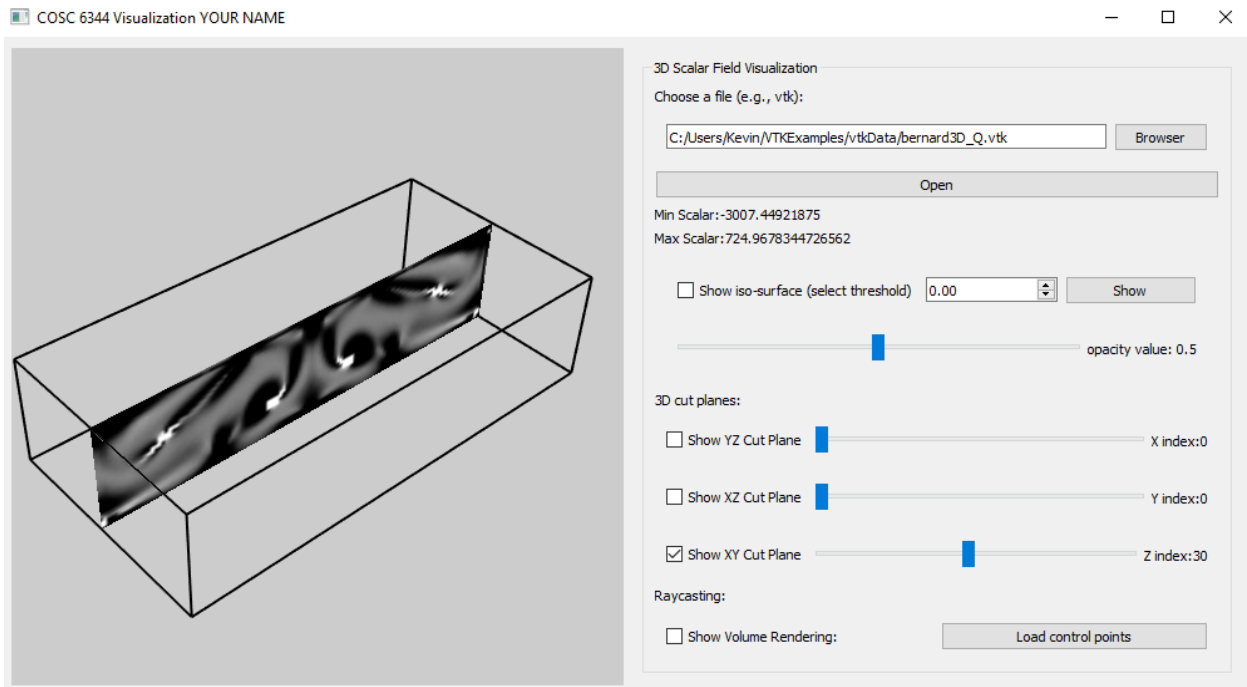 COSC 6344 Visualization YOUR NAME
3D Scalar Field Visualization
Choose a file (e.g., vtk):
C:/Users/Kevin/VTKExamples/vtkData/bernard3D_Q.vtk Browser
Open
Min Scalar:-3007.44921875
Max Scalar:724.9678344726562
Show iso-surface (select threshold) 0.00 Show
opacity value: 0.5
3D cut planes:
Show YZ Cut Plane X index:0
Show XZ Cut Plane Y index:0
Show XY Cut Plane Z index:30
Raycasting:
Show Volume Rendering: Load control points